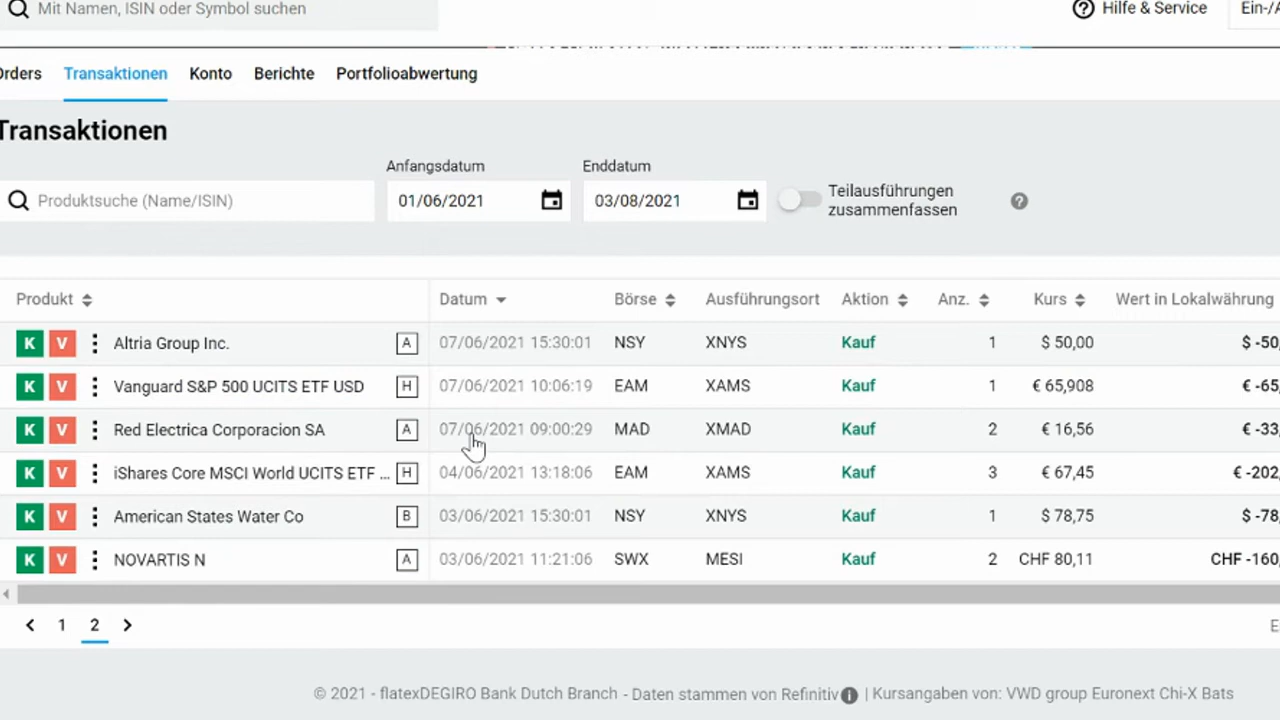 Mit Namen, ISIN oder Symbol suchen
Hilfe & Service
Transaktionen Konto Berichte Portfolioabwertung
Transaktionen
Anfangsdatum Enddatum
Produktsuche (Name/ISIN) 01/06/2021 03/08/2021 Teilausführungen
zusammenfassen
Produkt Datum Börse Ausführungsort Aktion Anz. Kurs Wert in Lokalwährung
K V Altria Group Inc. A 07/06/2021 15:30:01 NSY XNYS Kauf 1 $ 50,00 $ -50,
K V Vanguard S&P 500 UCITS ETF USD H 07/06/2021 10:06:19 EAM XAMS Kauf 1 € 65,908 € -65,
K V Red Electrica Corporacion SA A 07/06/2021 09:00:29 MAD XMAD Kauf 2 € 16,56 € -33,
K V iShares Core MSCI World UCITS ETF ... H 04/06/2021 13:18:06 EAM XAMS Kauf 3 € 67,45 € -202,
K V American States Water Co B 03/06/2021 15:30:01 NSY XNYS Kauf 1 $ 78,75 $ -78,
K V NOVARTIS N A 03/06/2021 11:21:06 SWX MESI Kauf 2 CHF 80,11 CHF -160,
1 2
© 2021 - flatexDEGIRO Bank Dutch Branch - Daten stammen von Refinitiv | Kursangaben von: VWD group Euronext Chi-X Bats